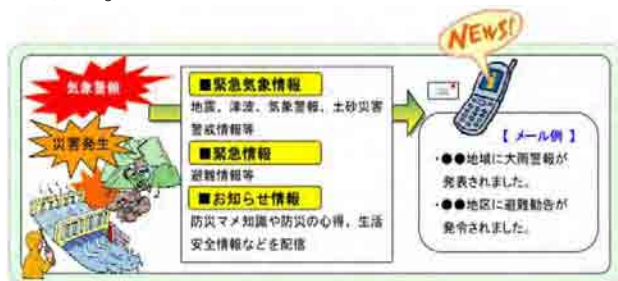 NEWS!
気象警報
災害発生
■緊急気象情報
地震、津波、気象警報、土砂災害
警戒情報等
■緊急情報
避難情報等
■お知らせ情報
防災マメ知識や防災の心得、生活
安全情報などを配信
【 メール例 】
・●●地域に大雨警報が
発表されました。
・●●地区に避難勧告が
発令されました。